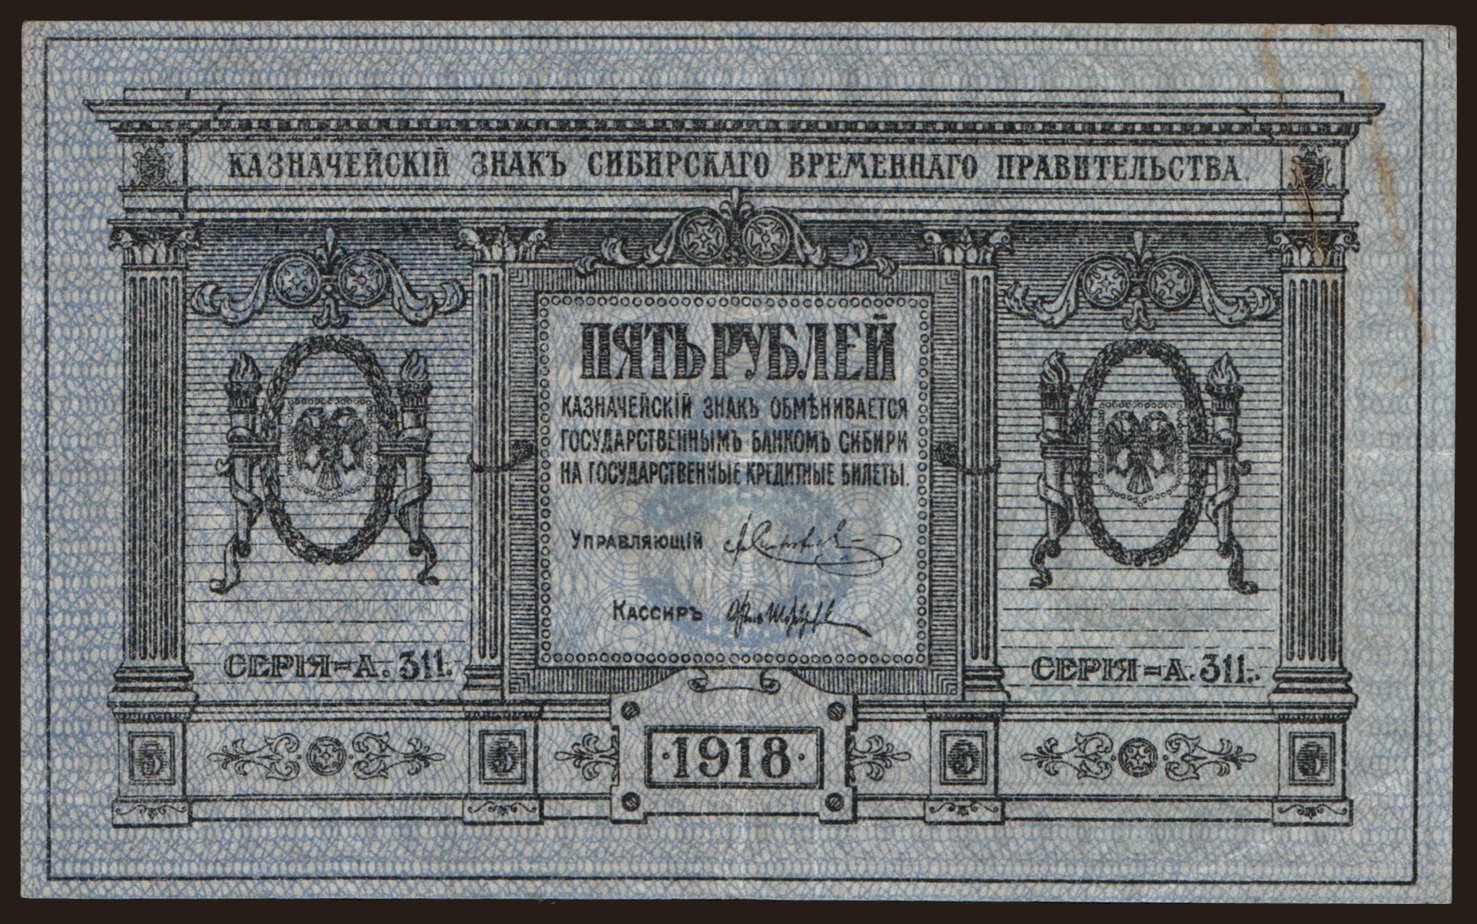 КАЗНАЧЕЙСКІЙ ЗНАКЪ СИБИРСКАГО ВРЕМЕННАГО ПРАВИТЕЛЬСТВА.
ПЯТЬ РУБЛЕЙ
КАЗНАЧЕЙСКІЙ ЗНАКЪ ОБМѢНИВАЕТСЯ
ГОСУДАРСТВЕННЫМЪ БАНКОМЪ СИБИРИ
НА ГОСУДАРСТВЕННЫЕ КРЕДИТНЫЕ БИЛЕТЫ.
УПРАВЛЯЮЩІЙ
КАССИРЪ
СЕРІЯ=А. 311.
СЕРІЯ=А. 311.
5 5 5 5
·1918·